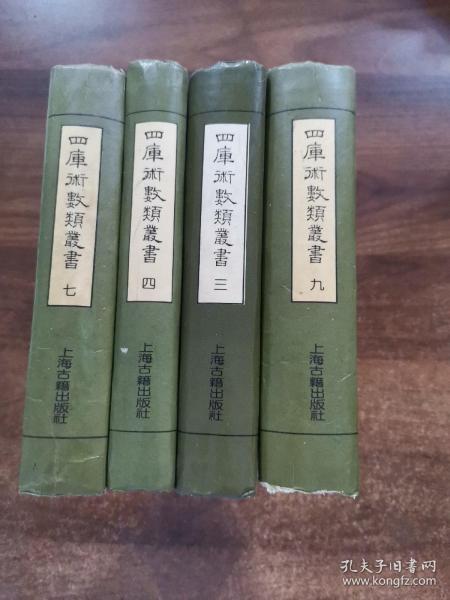 四庫術數類叢書 七
上海古籍出版社
四庫術數類叢書 四
上海古籍出版社
四庫術數類叢書 三
上海古籍出版社
四庫術數類叢書 九
上海古籍出版社
孔夫子旧书网
www.kongfz.com